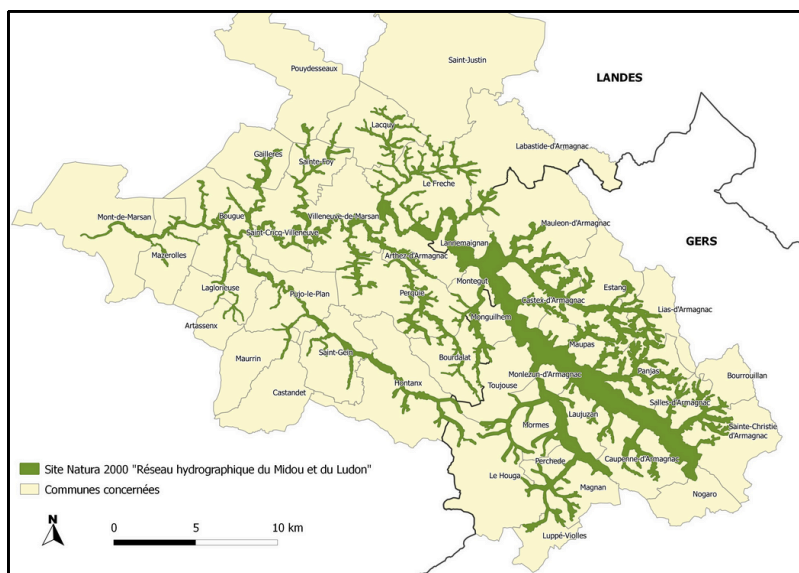 Saint-Justin
Pouydesseaux
LANDES
Lacquy
Labastide-d'Armagnac
Gaillères
Sainte-Foy
Le Freche
Mont-de-Marsan
Bougue
Villeneuve-de-Marsan
Mauleon-d'Armagnac
Saint-Cricq-Villeneuve
Lannemaignan
GERS
Mazerolles
Arthez-d'Armagnac
Laglorieuse
Pujo-le-Plan
Perquie
Montegut
Estang
Castex-d'Armagnac
Lias-d'Armagnac
Artassenx
Monguilhem
Maurrin
Saint-Gein
Bourdalat
Maupas
Castandet
Hontanx
Toujouse
Monlezun-d'Armagnac
Panjas
Bourrouillan
Salles-d'Armagnac
Laujuzan
Mormes
Sainte-Christie
d'Armagnac
Perchede
Caupenne-d'Armagnac
Site Natura 2000 "Réseau hydrographique du Midou et du Ludon"
Le Houga
Magnan
Communes concernées
Nogaro
Luppé-Violles
N
0 5 10 km